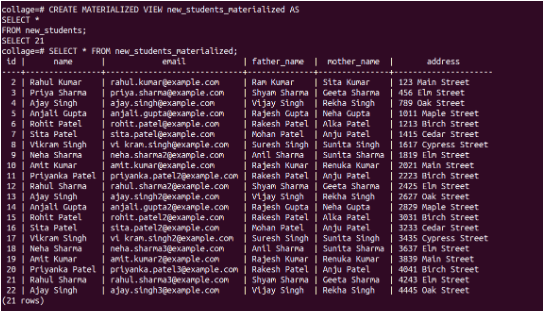 collage=# CREATE MATERIALIZED VIEW new_students_materialized AS
SELECT *
FROM new_students;
SELECT 21
collage=# SELECT * FROM new_students_materialized;
id | name | email | father_name | mother_name | address
2 | Rahul Kumar | rahul.kumar@example.com | Ram Kumar | Sita Kumar | 123 Main Street
3 | Priya Sharma | priya.sharma@example.com | Shyam Sharma | Geeta Sharma | 456 Elm Street
4 | Ajay Singh | ajay.singh@example.com | Vijay Singh | Rekha Singh | 789 Oak Street
5 | Anjali Gupta | anjali.gupta@example.com | Rajesh Gupta | Neha Gupta | 1011 Maple Street
6 | Rohit Patel | rohit.patel@example.com | Rakesh Patel | Alka Patel | 1213 Birch Street
7 | Sita Patel | sita.patel@example.com | Mohan Patel | Anju Patel | 1415 Cedar Street
8 | Vikram Singh | vi kram.singh@example.com | Suresh Singh | Sunita Singh | 1617 Cypress Street
9 | Neha Sharma | neha.sharma2@example.com | Anil Sharma | Sunita Sharma | 1819 Elm Street
10 | Amit Kumar | amit.kumar@example.com | Rajesh Kumar | Renuka Kumar | 2021 Main Street
11 | Priyanka Patel | priyanka.patel2@example.com | Rakesh Patel | Anju Patel | 2223 Birch Street
12 | Rahul Sharma | rahul.sharma2@example.com | Shyam Sharma | Geeta Sharma | 2425 Elm Street
13 | Ajay Singh | ajay.singh2@example.com | Vijay Singh | Rekha Singh | 2627 Oak Street
14 | Anjali Gupta | anjali.gupta2@example.com | Rajesh Gupta | Neha Gupta | 2829 Maple Street
15 | Rohit Patel | rohit.patel2@example.com | Rakesh Patel | Alka Patel | 3031 Birch Street
16 | Sita Patel | sita.patel2@example.com | Mohan Patel | Anju Patel | 3233 Cedar Street
17 | Vikram Singh | vi kram.singh2@example.com | Suresh Singh | Sunita Singh | 3435 Cypress Street
18 | Neha Sharma | neha.sharma3@example.com | Anil Sharma | Sunita Sharma | 3637 Elm Street
19 | Amit Kumar | amit.kumar2@example.com | Rajesh Kumar | Renuka Kumar | 3839 Main Street
20 | Priyanka Patel | priyanka.patel3@example.com | Rakesh Patel | Anju Patel | 4041 Birch Street
21 | Rahul Sharma | rahul.sharma3@example.com | Shyam Sharma | Geeta Sharma | 4243 Elm Street
22 | Ajay Singh | ajay.singh3@example.com | Vijay Singh | Rekha Singh | 4445 Oak Street
(21 rows)